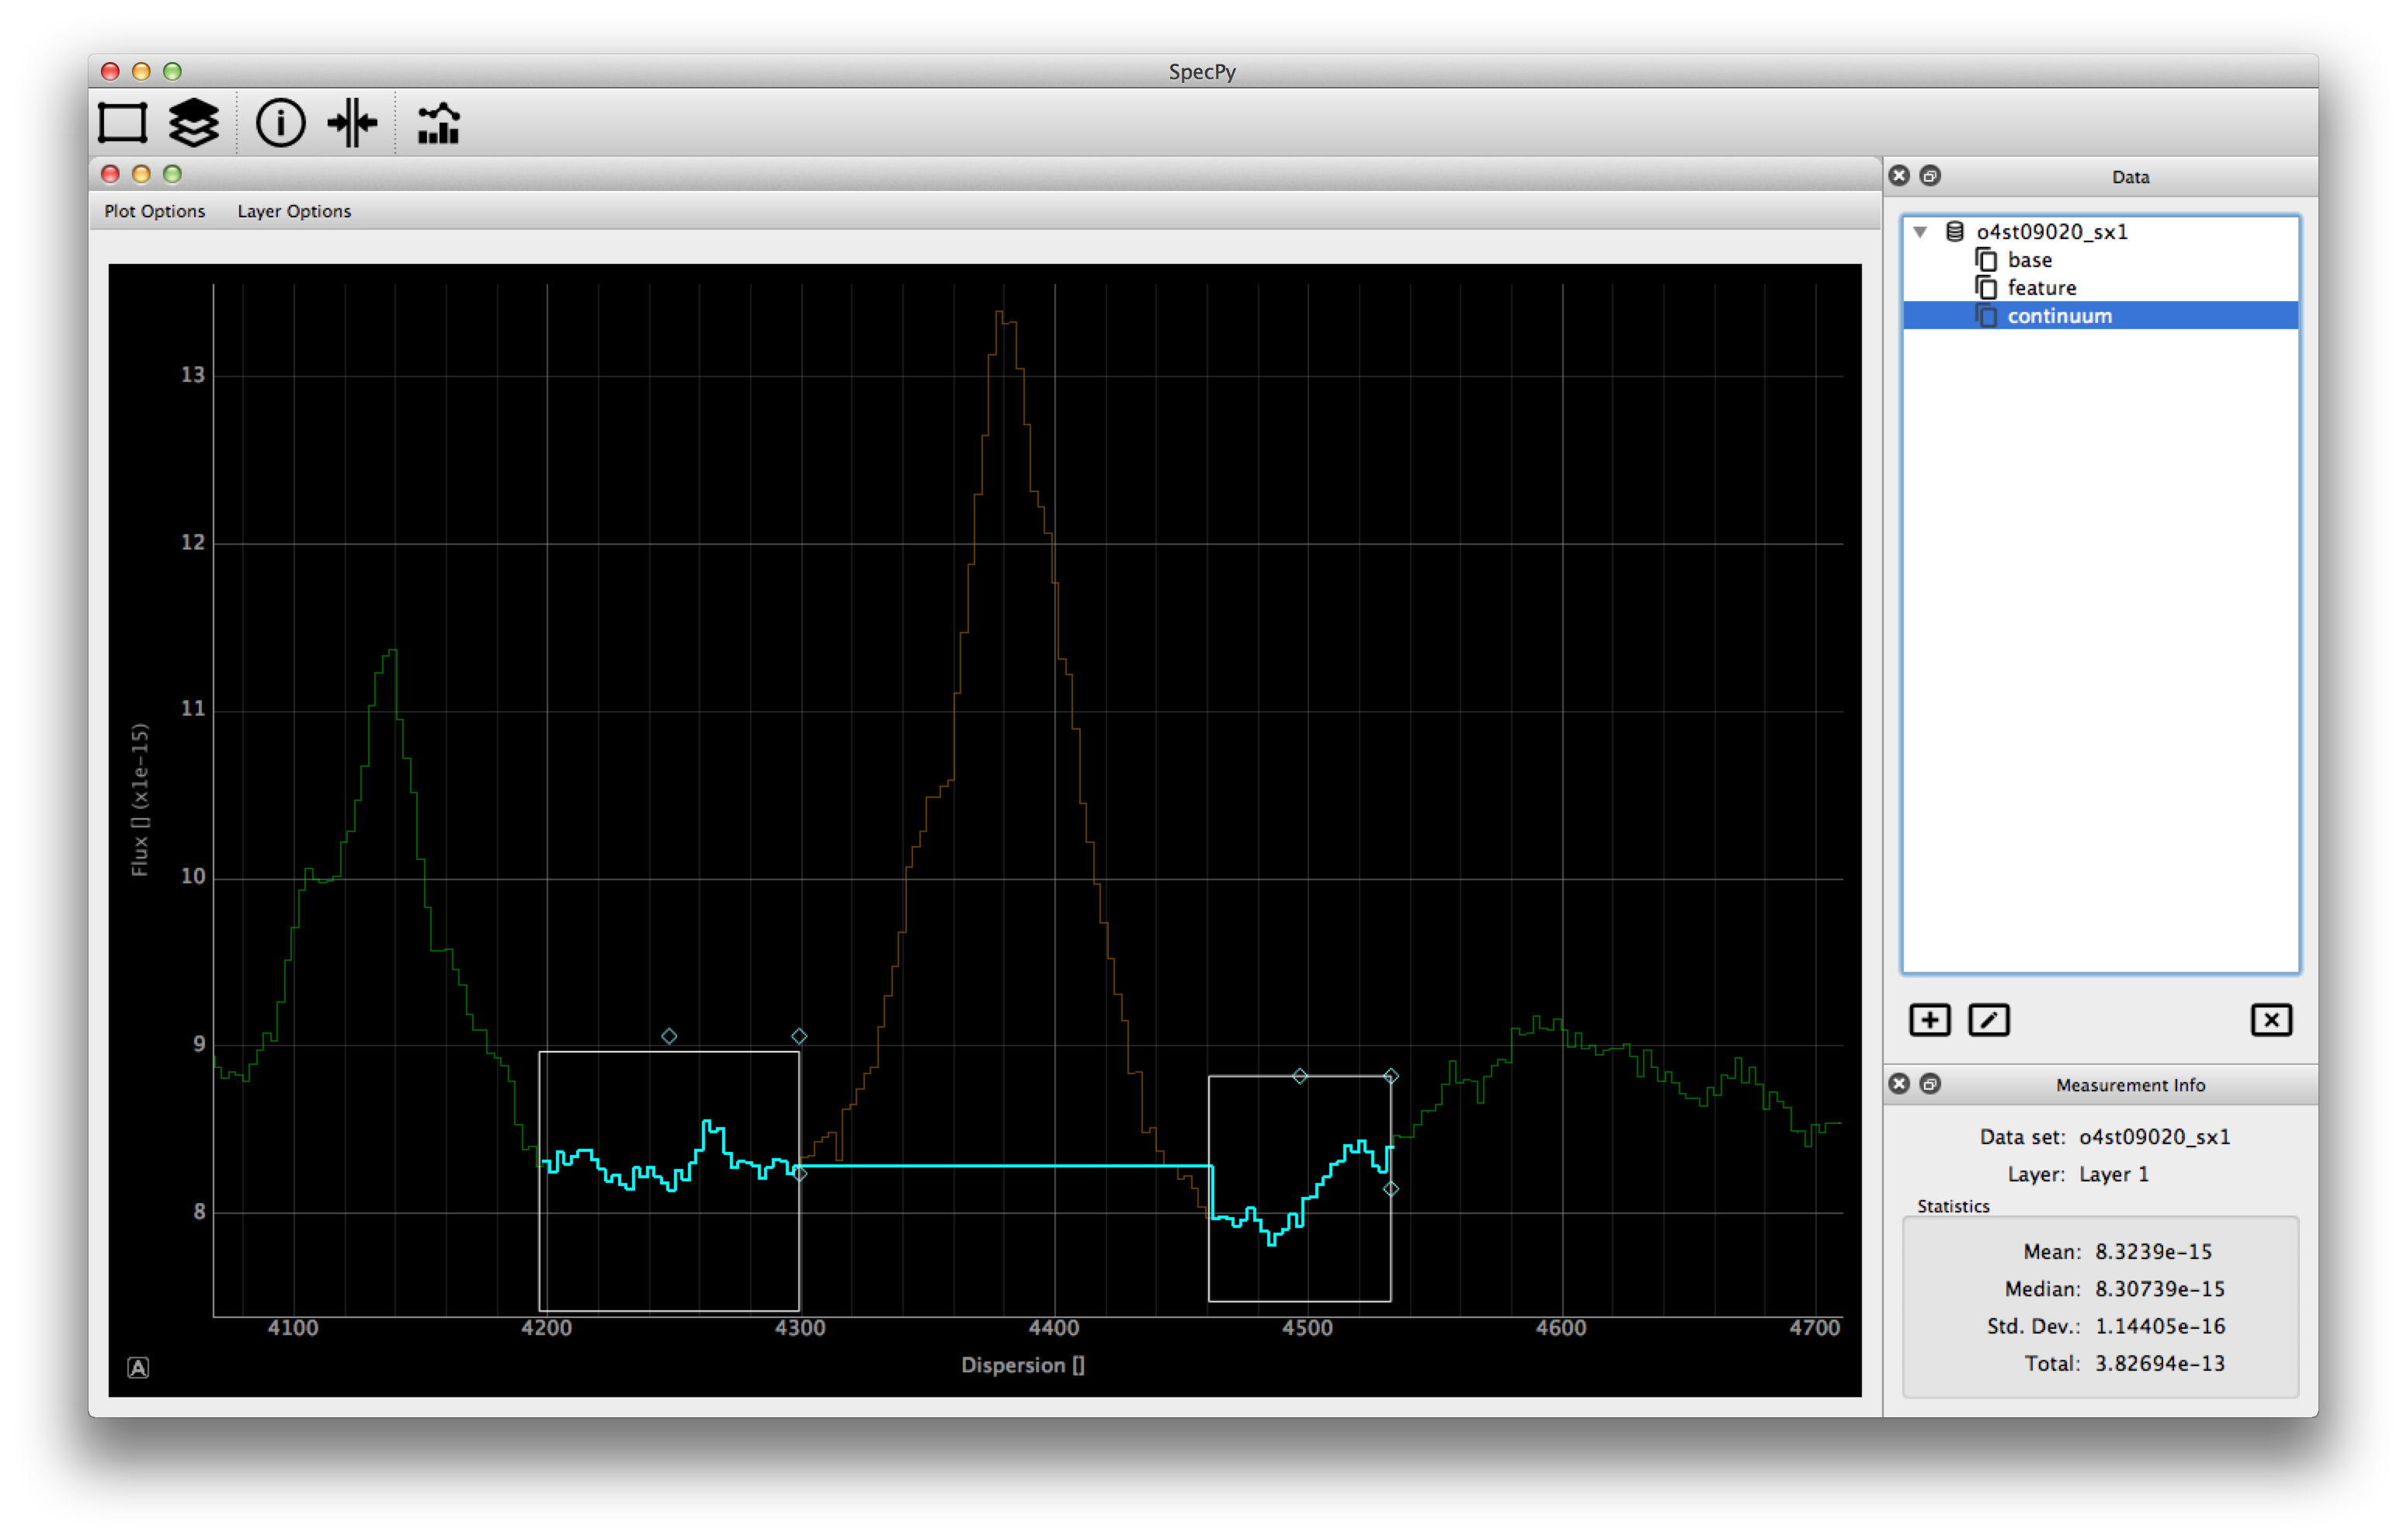 SpecPy
Plot Options Layer Options
13
12
11
10
9
8
Flux [] (x1e-15)
4100 4200 4300 4400 4500 4600 4700
Dispersion []
A
Data
o4st09020_sx1
base
feature
continuum
Measurement Info
Data set: o4st09020_sx1
Layer: Layer 1
Statistics
Mean: 8.3239e-15
Median: 8.30739e-15
Std. Dev.: 1.14405e-16
Total: 3.82694e-13